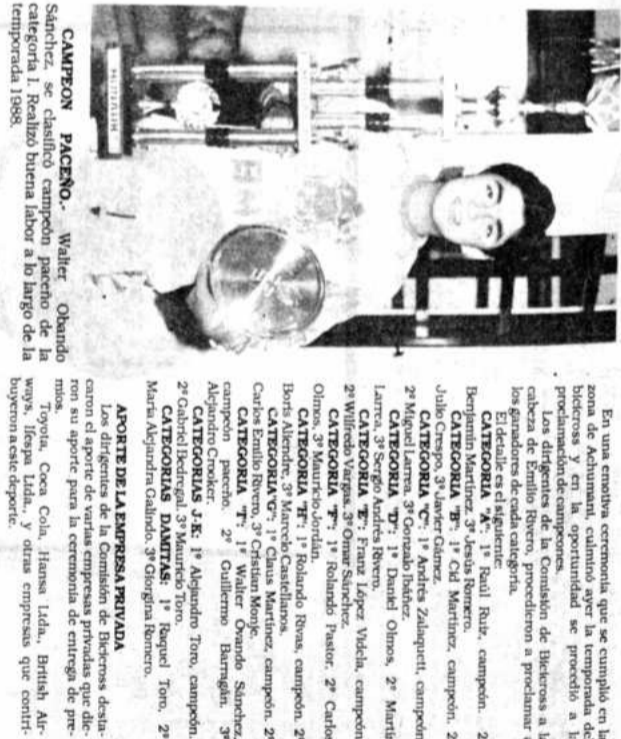 CAMPEON PACEÑO.- Walter Obando
Sánchez, se clasificó campeón paceño de la
categoría I. Realizó buena labor a lo largo de la
temporada 1988.
En una emotiva ceremonia que se cumplió en la
zona de Achumani, culminó ayer la temporada de
bicicross y en la oportunidad se procedió a la
proclamación de campeones.
Los dirigentes de la Comisión de Bicicross a la
cabeza de Emilio Rivero, procedieron a proclamar a
los ganadores de cada categoría.
El detalle es el siguiente:
CATEGORIA "A": 1º Raúl Ruiz, campeón. 2º
Benjamín Martínez. 3º Jesús Romero.
CATEGORIA "B": 1º Cid Martínez, campeón. 2º
Julio Crespo, 3º Javier Gámez.
CATEGORIA "C": 1º Andrés Zalaquett, campeón.
2º Miguel Larrea. 3º Gonzalo Ibáñez.
CATEGORIA "D": 1º Daniel Olmos, 2º Martín
Larrea, 3º Sergio Andrés Rivero.
CATEGORIA "E": Franz López Videla, campeón.
2º Wilfredo Vargas. 3º Omar Sánchez.
CATEGORIA "F": 1º Rolando Pastor, 2º Carlos
Olmos, 3º Mauricio Jordán.
CATEGORIA "H": 1º Rolando Rivas, campeón. 2º
Boris Aliendre, 3º Marcelo Castellanos.
CATEGORIA "G": 1º Claus Martínez, campeón. 2º
Carlos Emilio Rivero, 3º Cristian Monje.
CATEGORIA "I": 1º Walter Ovando Sánchez,
campeón paceño. 2º Guillermo Barragán. 3º
Alejandro Crooker.
CATEGORIAS J-K: 1º Alejandro Toro, campeón.
2º Gabriel Bedregal. 3º Mauricio Toro.
CATEGORIAS DAMITAS: 1º Raquel Toro, 2º
María Alejandra Galindo. 3º Giorgina Romero.
APORTE DE LA EMPRESA PRIVADA
Los dirigentes de la Comisión de Bicicross desta-
caron el aporte de varias empresas privadas que die-
ron su aporte para la ceremonia de entrega de pre-
mios.
Toyota, Coca Cola, Hansa Ltda., British Air-
ways, Ifespa Ltda., y otras empresas que contri-
buyeron a este deporte.